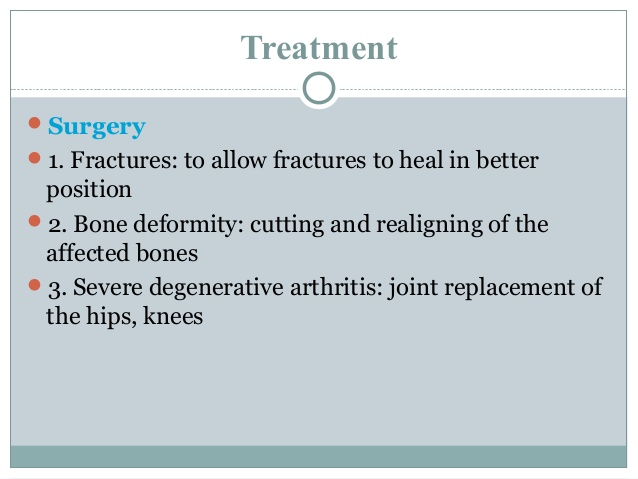 Treatment
Surgery
1. Fractures: to allow fractures to heal in better
position
2. Bone deformity: cutting and realigning of the
affected bones
3. Severe degenerative arthritis: joint replacement of
the hips, knees